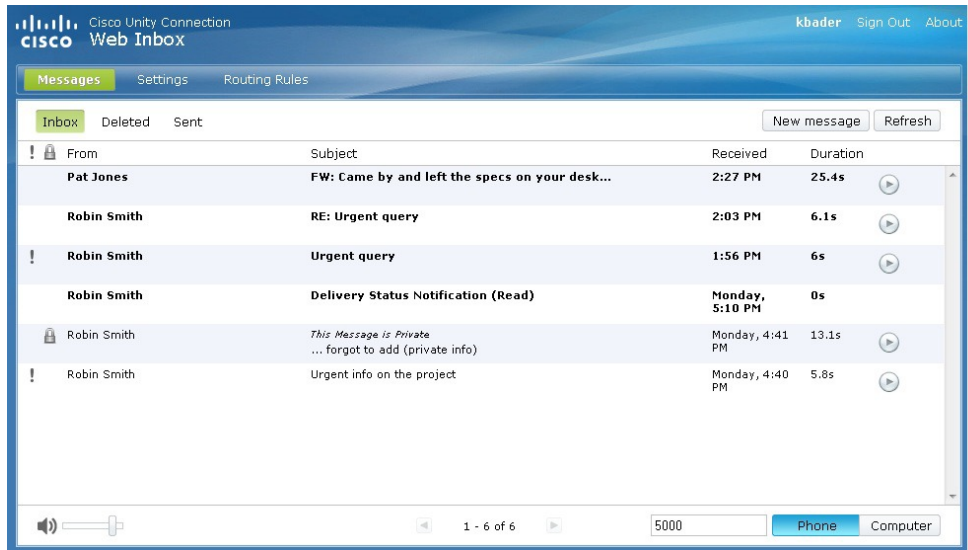 Cisco Unity Connection
kbader Sign Out About
CISCO Web Inbox
Messages Settings Routing Rules
Inbox Deleted Sent New message Refresh
! From Subject Received Duration
Pat Jones FW: Came by and left the specs on your desk... 2:27 PM 25.4s
Robin Smith RE: Urgent query 2:03 PM 6.1s
! Robin Smith Urgent query 1:56 PM 6s
Robin Smith Delivery Status Notification (Read) Monday, 0s
5:10 PM
Robin Smith This Message is Private Monday, 4:41 13.1s
... forgot to add (private info) PM
! Robin Smith Urgent info on the project Monday, 4:40 5.8s
PM
1 - 6 of 6 5000 Phone Computer